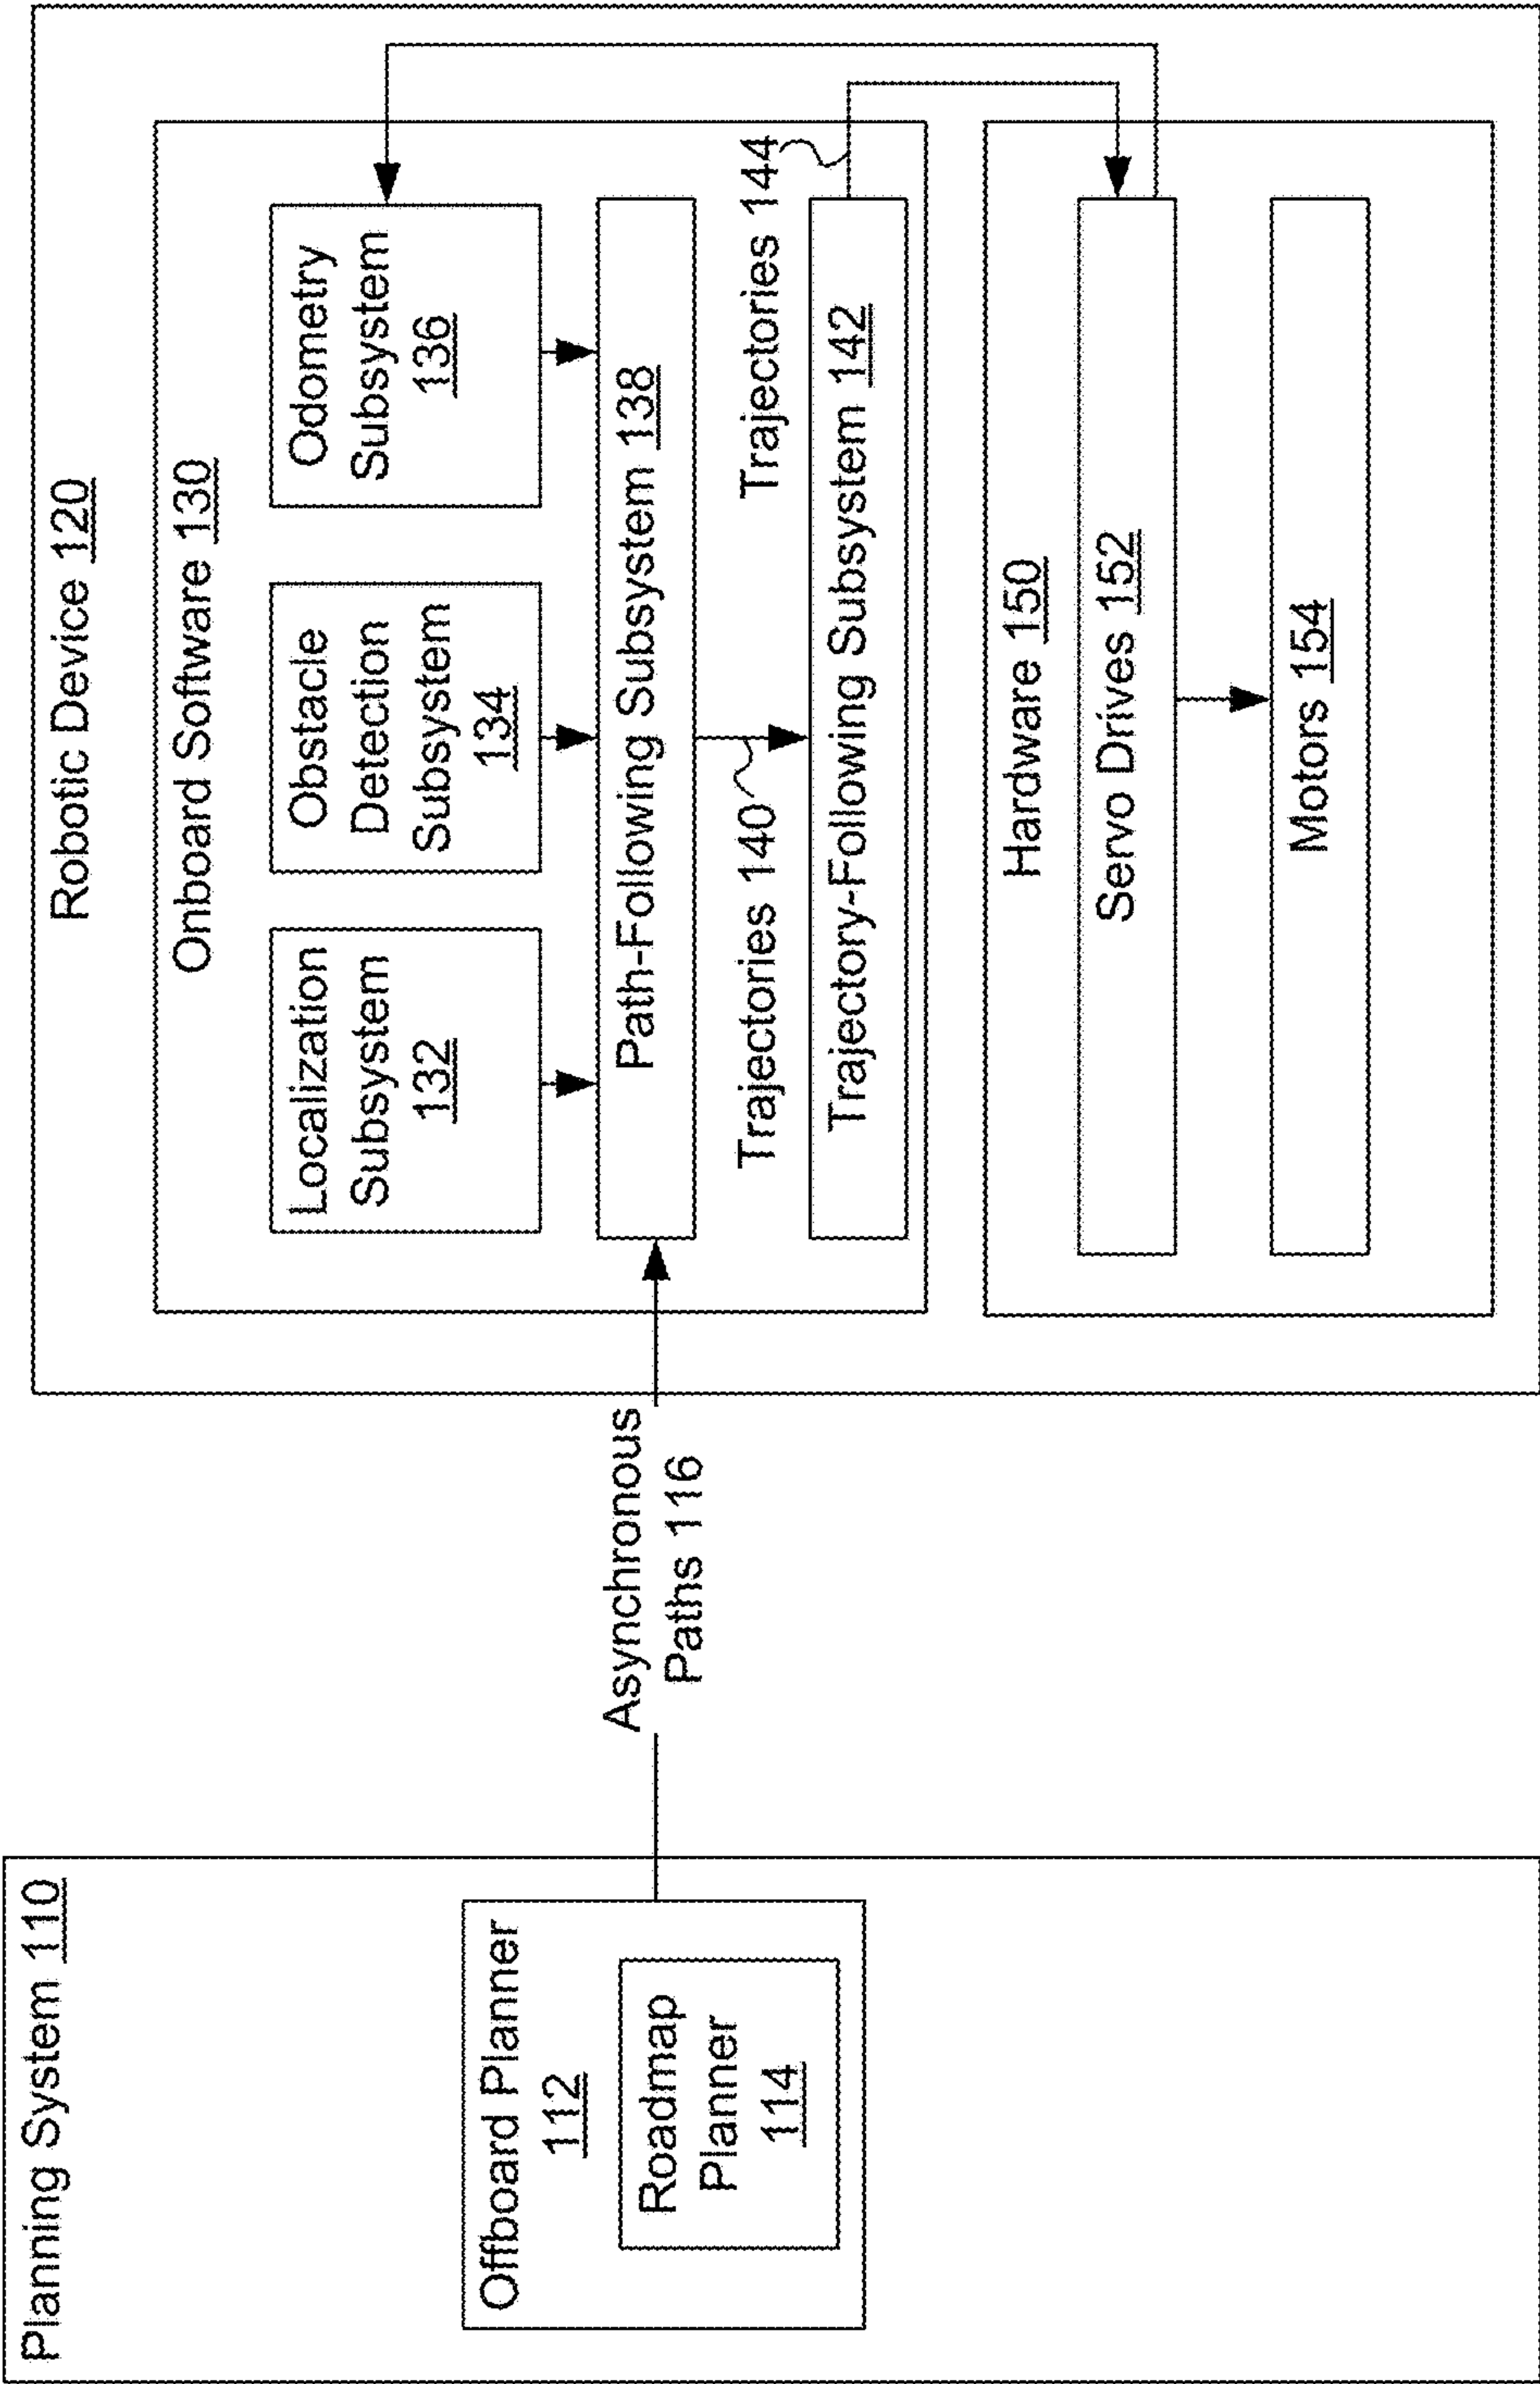 Planning System 110
Offboard Planner
112
Roadmap
Planner
114
Asynchronous
Paths 116
Robotic Device 120
Onboard Software 130
Localization
Subsystem
132
Obstacle
Detection
Subsystem
134
Odometry
Subsystem
136
Path-Following Subsystem 138
Trajectories 140
Trajectories 144
Trajectory-Following Subsystem 142
Hardware 150
Servo Drives 152
Motors 154